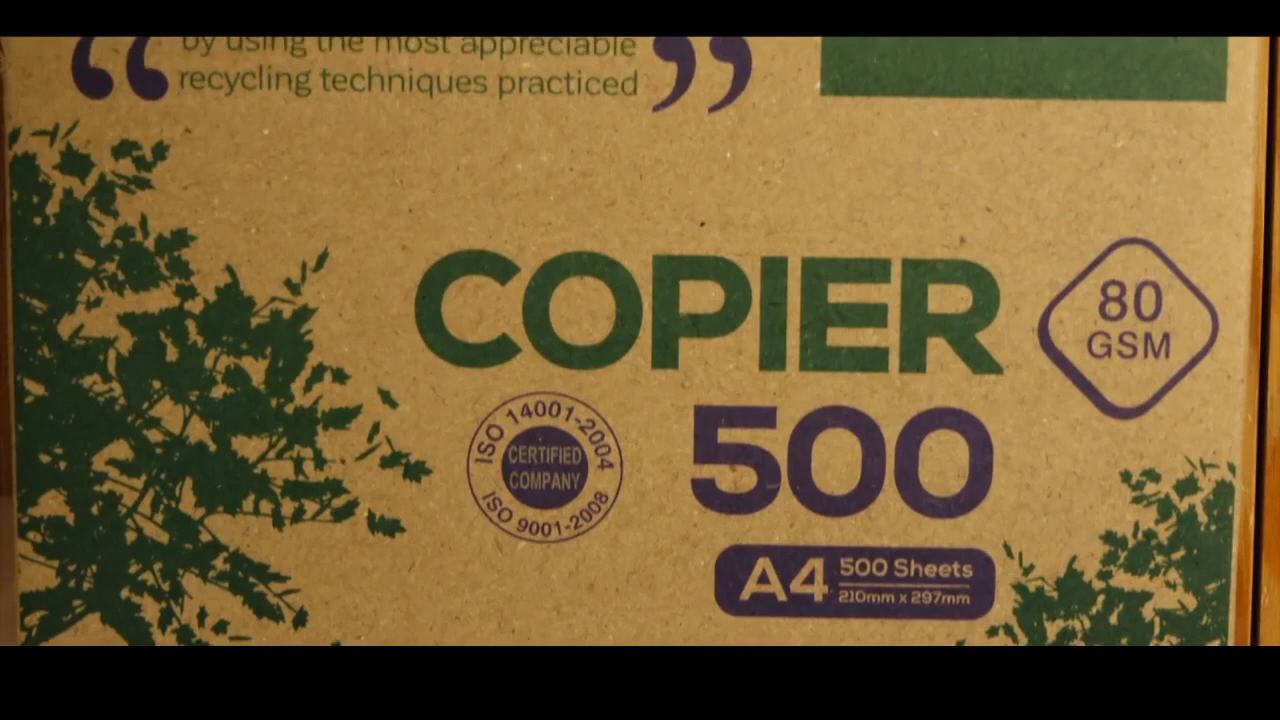 “ by using the most appreciable
recycling techniques practiced ”
COPIER
80
GSM
500
ISO 14001-2004
CERTIFIED
COMPANY
ISO 9001-2008
A4
500 Sheets
210mm x 297mm